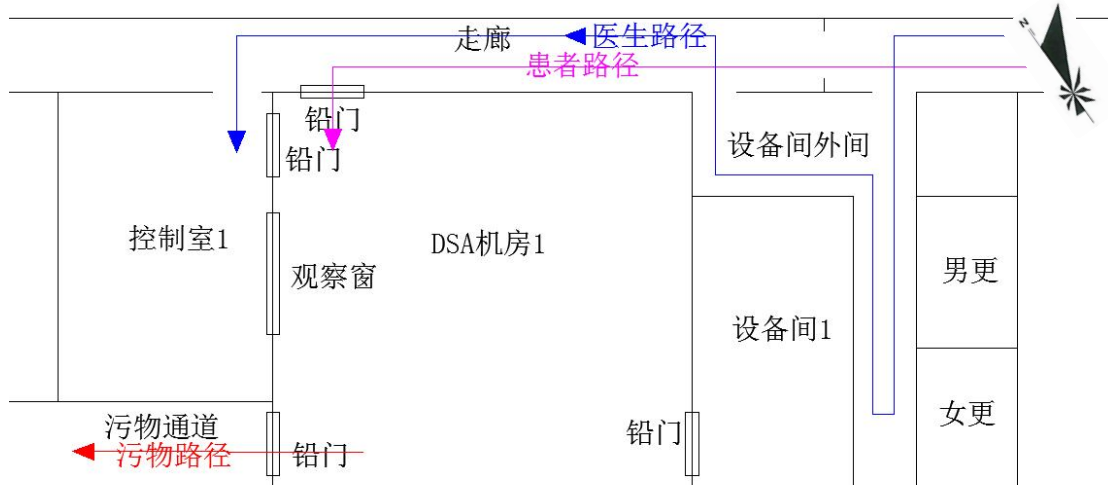 走廊
医生路径
患者路径
N
铅门
铅门
设备间外间
控制室1
DSA机房1
观察窗
男更
设备间1
污物通道
污物路径
铅门
铅门
女更